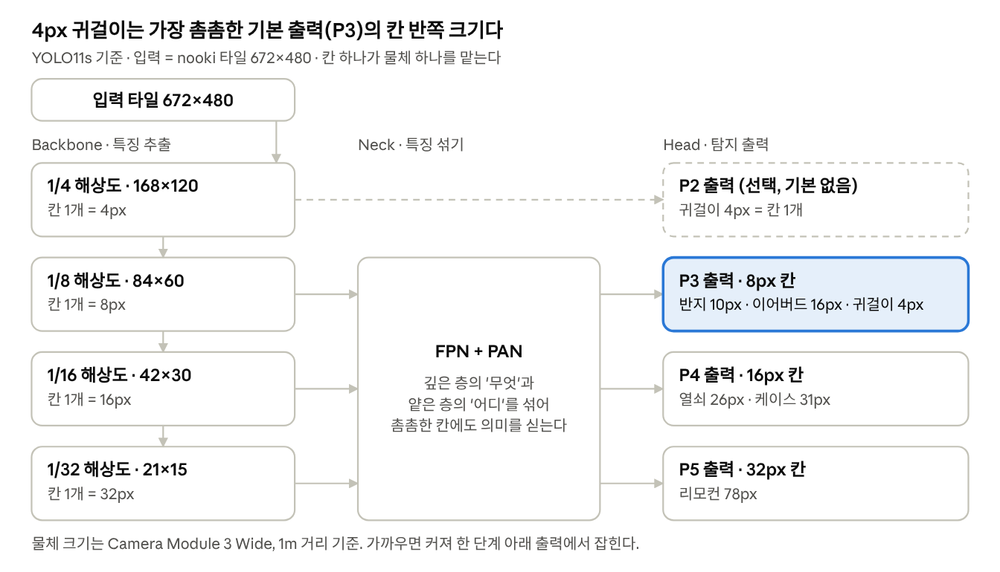 4px 귀걸이는 가장 촘촘한 기본 출력(P3)의 칸 반쪽 크기다
YOLO11s 기준 · 입력 = nooki 타일 672×480 · 칸 하나가 물체 하나를 맡는다
입력 타일 672×480
Backbone · 특징 추출
Neck · 특징 섞기
Head · 탐지 출력
1/4 해상도 · 168×120
칸 1개 = 4px
P2 출력 (선택, 기본 없음)
귀걸이 4px = 칸 1개
1/8 해상도 · 84×60
칸 1개 = 8px
P3 출력 · 8px 칸
반지 10px · 이어버드 16px · 귀걸이 4px
FPN + PAN
깊은 층의 '무엇'과
얕은 층의 '어디'를 섞어
촘촘한 칸에도 의미를 싣는다
1/16 해상도 · 42×30
칸 1개 = 16px
P4 출력 · 16px 칸
열쇠 26px · 케이스 31px
1/32 해상도 · 21×15
칸 1개 = 32px
P5 출력 · 32px 칸
리모컨 78px
물체 크기는 Camera Module 3 Wide, 1m 거리 기준. 가까우면 커져 한 단계 아래 출력에서 잡힌다.